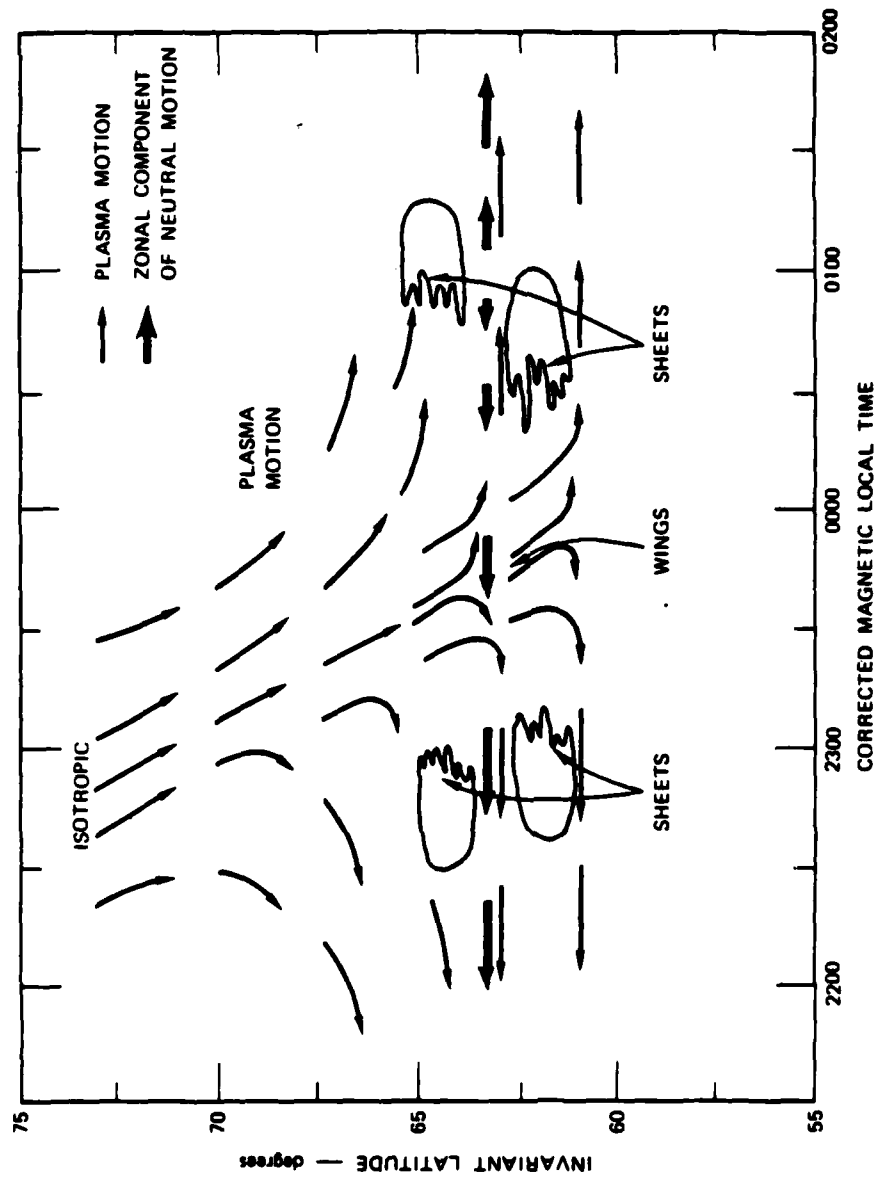 PLASMA MOTION
ZONAL COMPONENT
OF NEUTRAL MOTION
ISOTROPIC
PLASMA
MOTION
SHEETS
WINGS
SHEETS
75
70
65
60
55
INVARIANT LATITUDE — degrees
2200
2300
0000
0100
0200
CORRECTED MAGNETIC LOCAL TIME